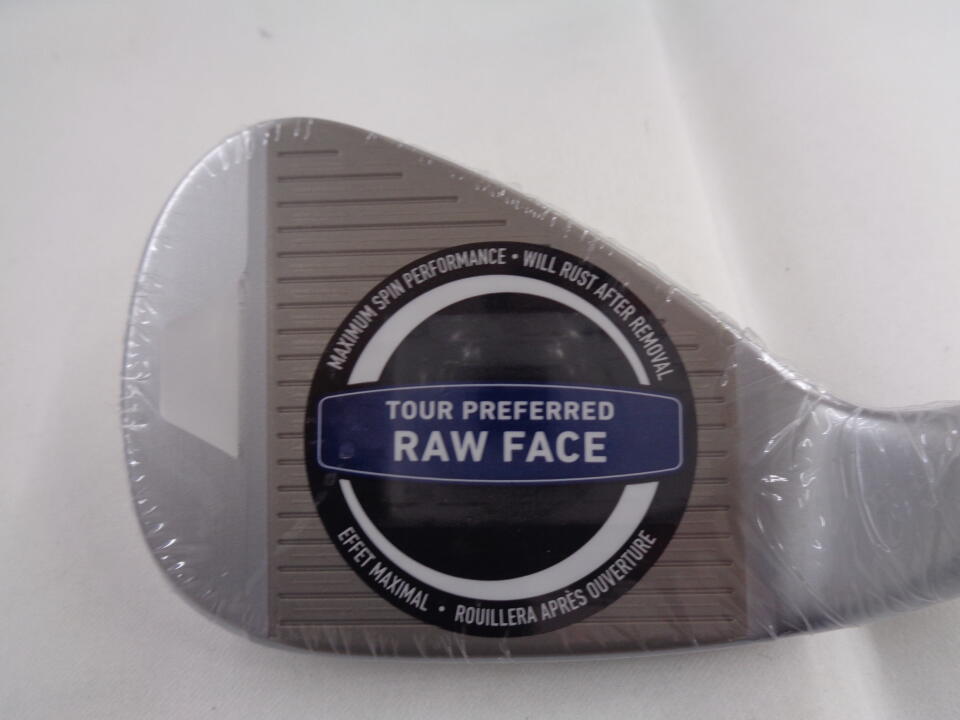 MAXIMUM SPIN PERFORMANCE • WILL RUST AFTER REMOVAL
TOUR PREFERRED
RAW FACE
EFFET MAXIMAL • ROUILLERA APRÈS OUVERTURE